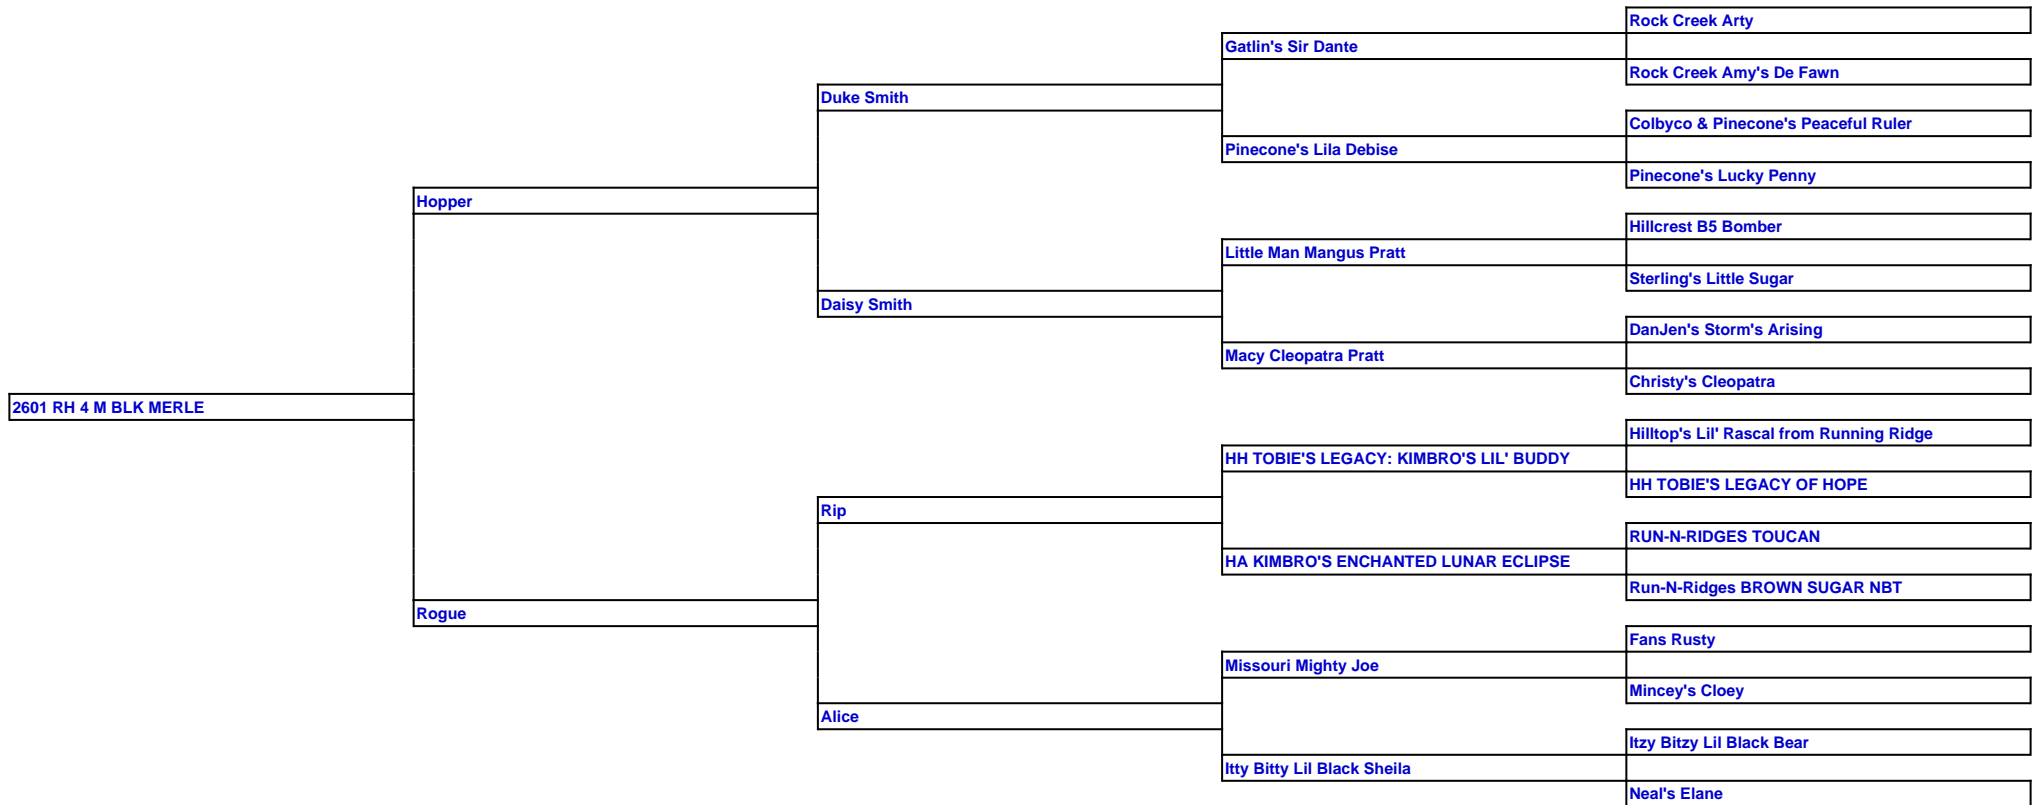 Rock Creek Arty
Gatlin's Sir Dante
Rock Creek Amy's De Fawn
Duke Smith
Colbyco & Pinecone's Peaceful Ruler
Pinecone's Lila Debise
Pinecone's Lucky Penny
Hopper
Hillcrest B5 Bomber
Little Man Mangus Pratt
Sterling's Little Sugar
Daisy Smith
DanJen's Storm's Arising
Macy Cleopatra Pratt
Christy's Cleopatra
2601 RH 4 M BLK MERLE
Hilltop's Lil' Rascal from Running Ridge
HH TOBIE'S LEGACY: KIMBRO'S LIL' BUDDY
HH TOBIE'S LEGACY OF HOPE
Rip
RUN-N-RIDGES TOUCAN
HA KIMBRO'S ENCHANTED LUNAR ECLIPSE
Run-N-Ridges BROWN SUGAR NBT
Rogue
Fans Rusty
Missouri Mighty Joe
Mincey's Cloey
Alice
Itzy Bitzy Lil Black Bear
Itty Bitty Lil Black Sheila
Neal's Elane